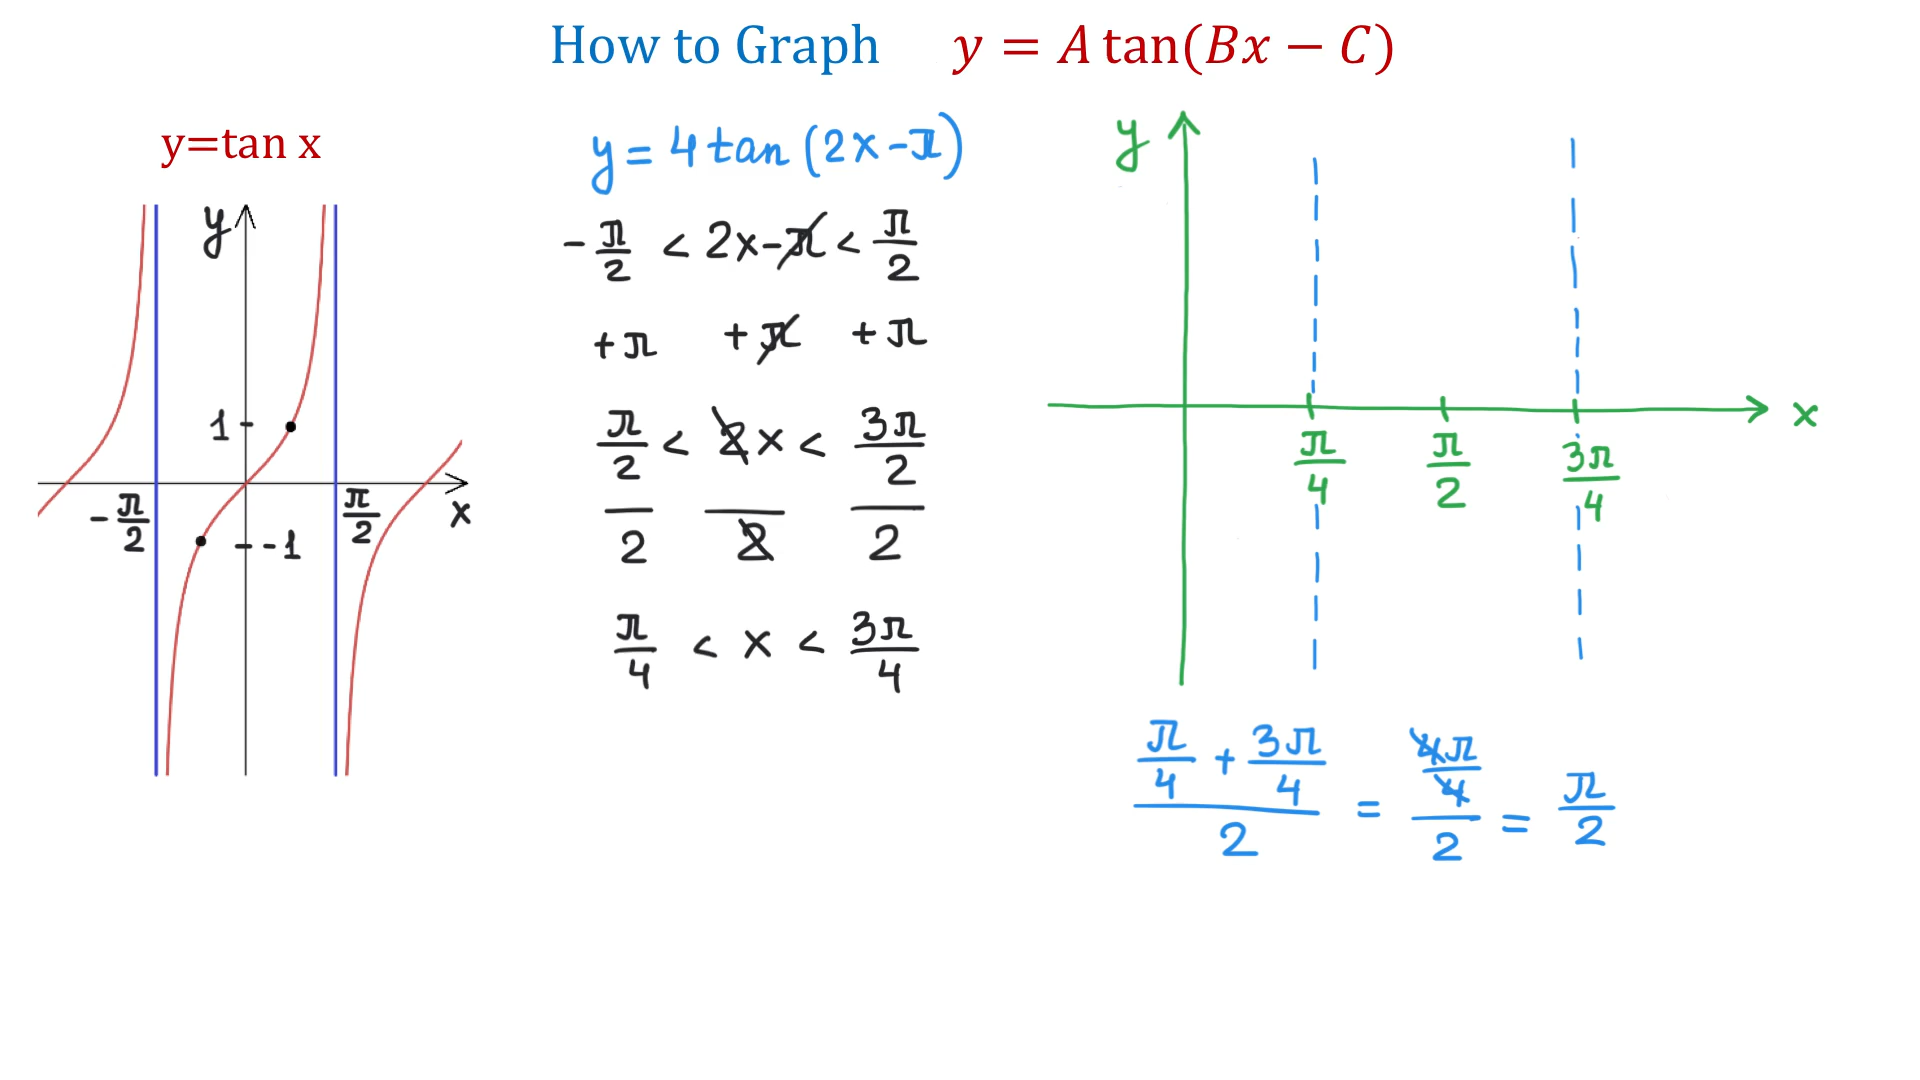 How to Graph y = A tan(Bx − C)
y=tan x
y
1
-π/2
π/2
x
--1
y = 4 tan (2x - π)
-π/2 < 2x - π < π/2
+π +π +π
π/2 < 2x < 3π/2
2 2 2
π/4 < x < 3π/4
y
x
π/4 π/2 3π/4
(π/4 + 3π/4)/2 = (4π/4)/2 = π/2